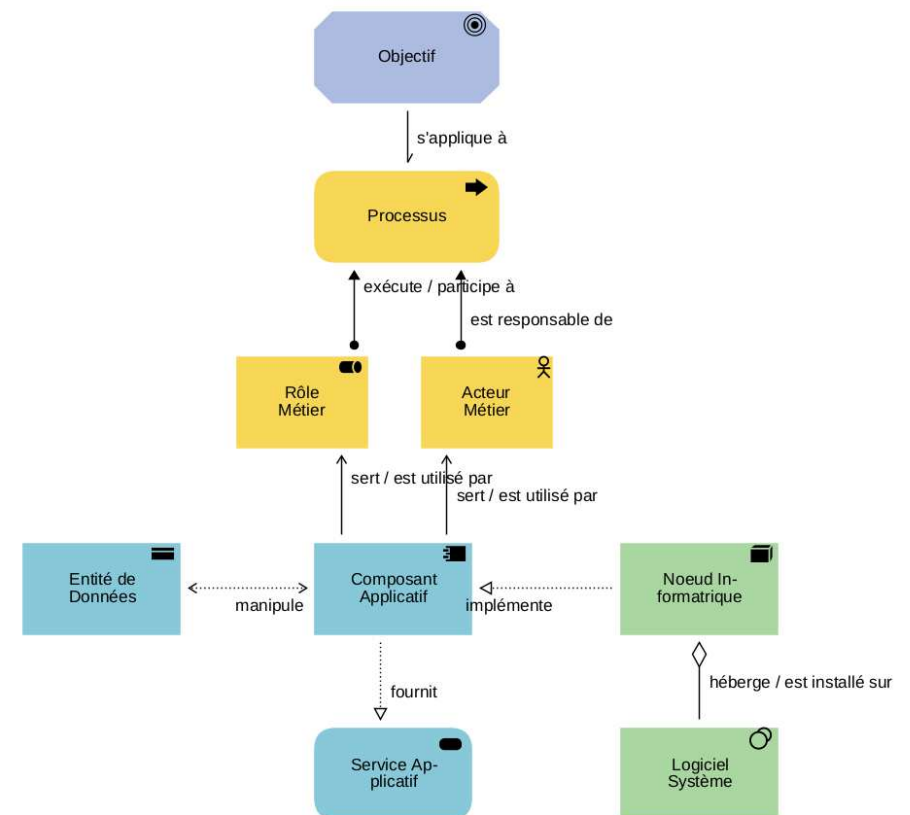 Objectif
s'applique à
Processus
exécute / participe à
est responsable de
Rôle
Métier
Acteur
Métier
sert / est utilisé par
sert / est utilisé par
Entité de
Données
manipule
Composant
Applicatif
implémente
Noeud In-
formatrique
fournit
héberge / est installé sur
Service Ap-
plicatif
Logiciel
Système